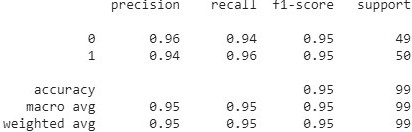 precision recall f1-score support
0 0.96 0.94 0.95 49
1 0.94 0.96 0.95 50
accuracy 0.95 99
macro avg 0.95 0.95 0.95 99
weighted avg 0.95 0.95 0.95 99